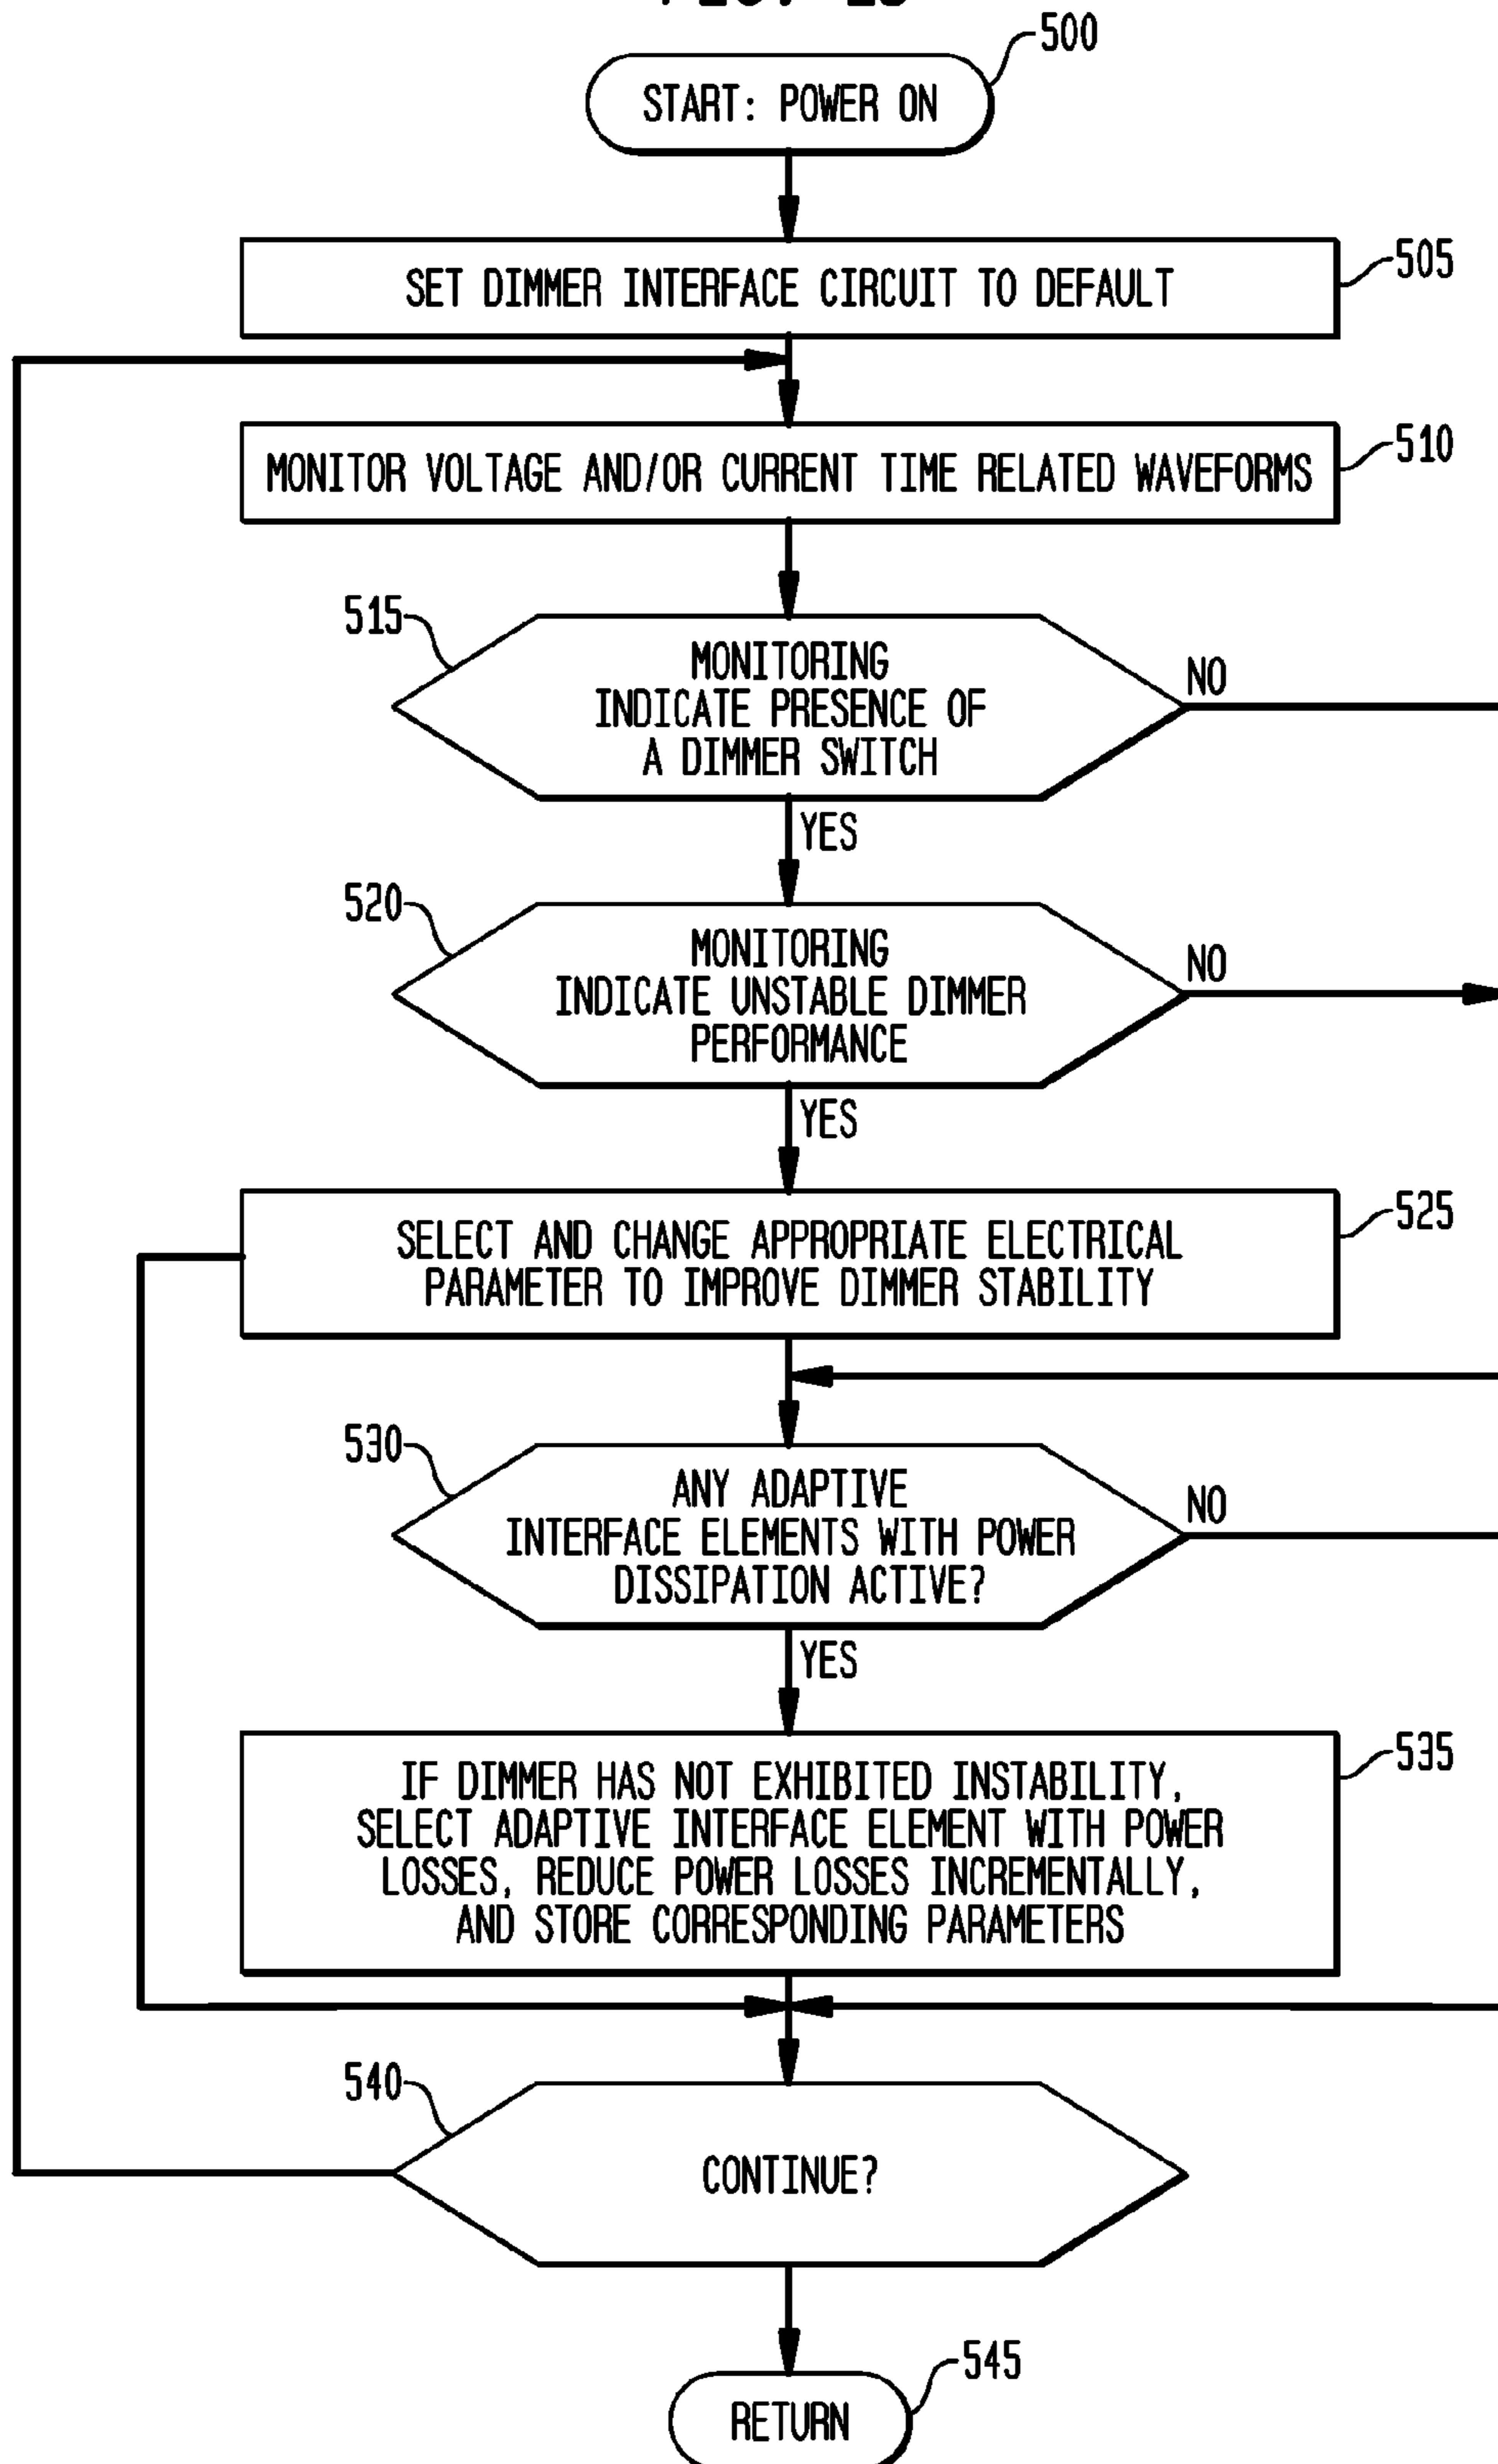 500
START: POWER ON
SET DIMMER INTERFACE CIRCUIT TO DEFAULT
505
MONITOR VOLTAGE AND/OR CURRENT TIME RELATED WAVEFORMS
510
515
MONITORING
INDICATE PRESENCE OF
A DIMMER SWITCH
NO
YES
520
MONITORING
INDICATE UNSTABLE DIMMER
PERFORMANCE
NO
YES
SELECT AND CHANGE APPROPRIATE ELECTRICAL
PARAMETER TO IMPROVE DIMMER STABILITY
525
530
ANY ADAPTIVE
INTERFACE ELEMENTS WITH POWER
DISSIPATION ACTIVE?
NO
YES
IF DIMMER HAS NOT EXHIBITED INSTABILITY,
SELECT ADAPTIVE INTERFACE ELEMENT WITH POWER
LOSSES, REDUCE POWER LOSSES INCREMENTALLY,
AND STORE CORRESPONDING PARAMETERS
535
540
CONTINUE?
545
RETURN